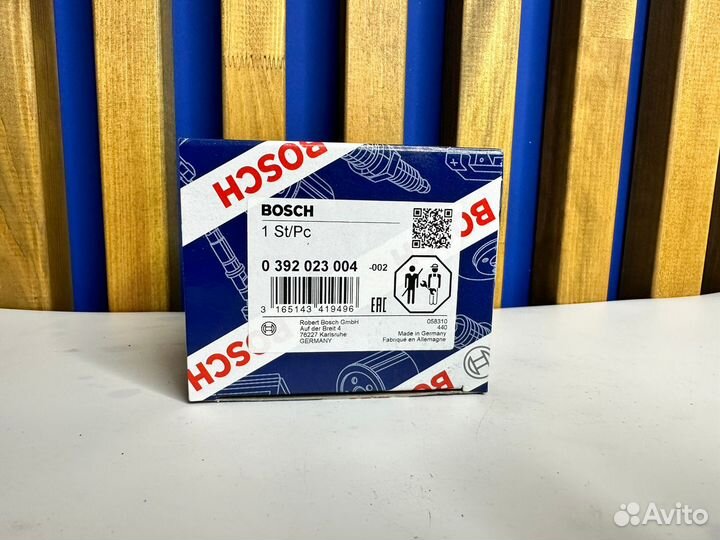 BOSCH
BOSCH
BOSCH
BOSCH
BOSCH
1 St/Pc
0 392 023 004 -002
3 165143 419496
EAC
Robert Bosch GmbH
Auf der Breit 4
76227 Karlsruhe
GERMANY
058310
440
Made in Germany
Fabriqué en Allemagne
Avito